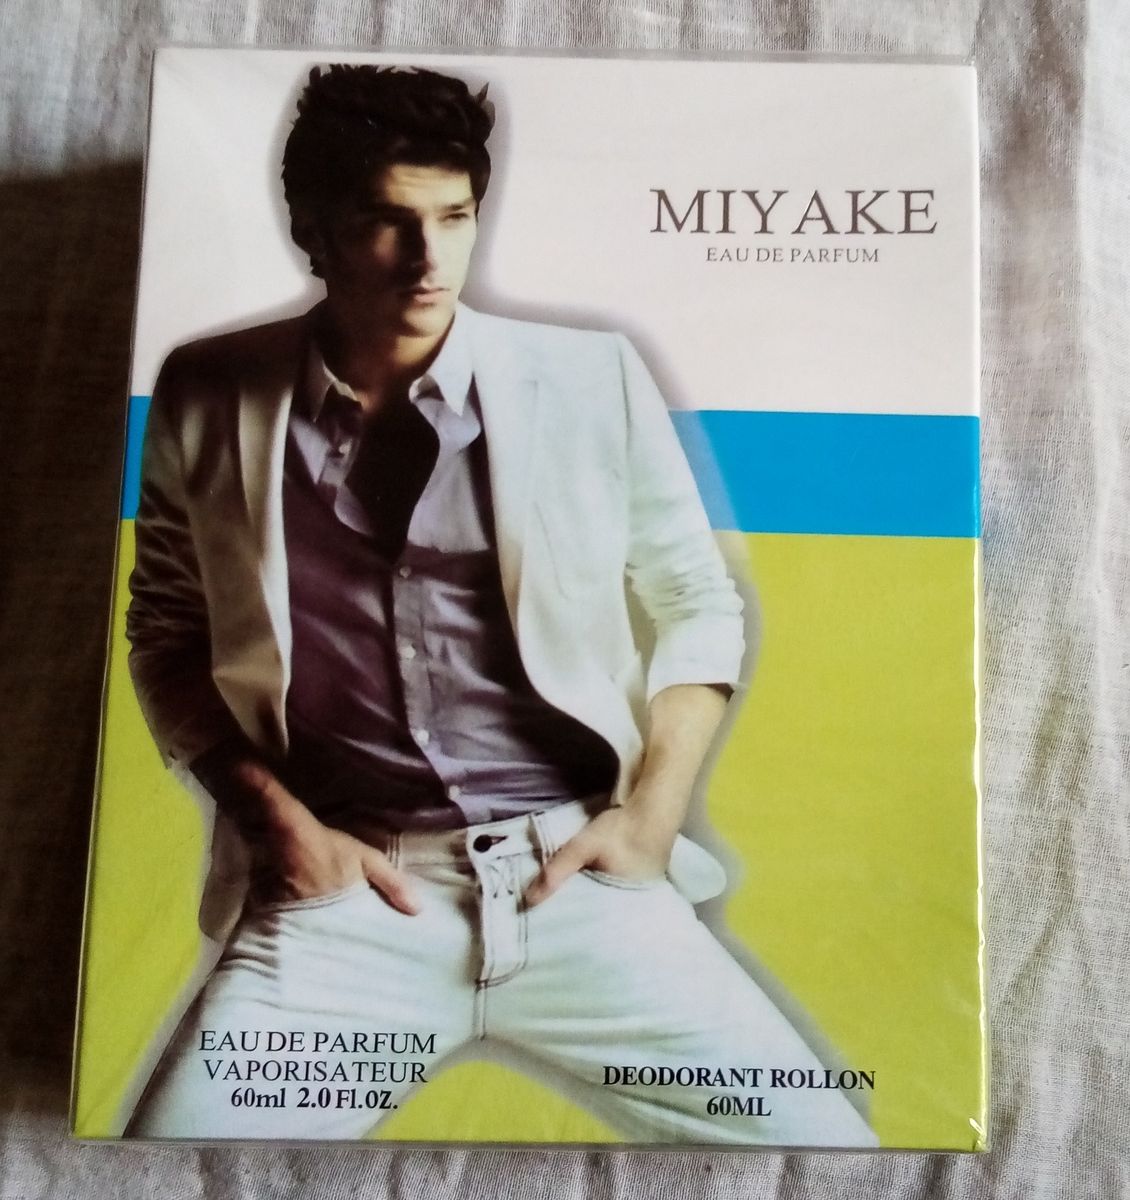 MIYAKE
EAU DE PARFUM
EAU DE PARFUM
VAPORISATEUR
60ml 2.0 Fl.OZ.
DEODORANT ROLLON
60ML